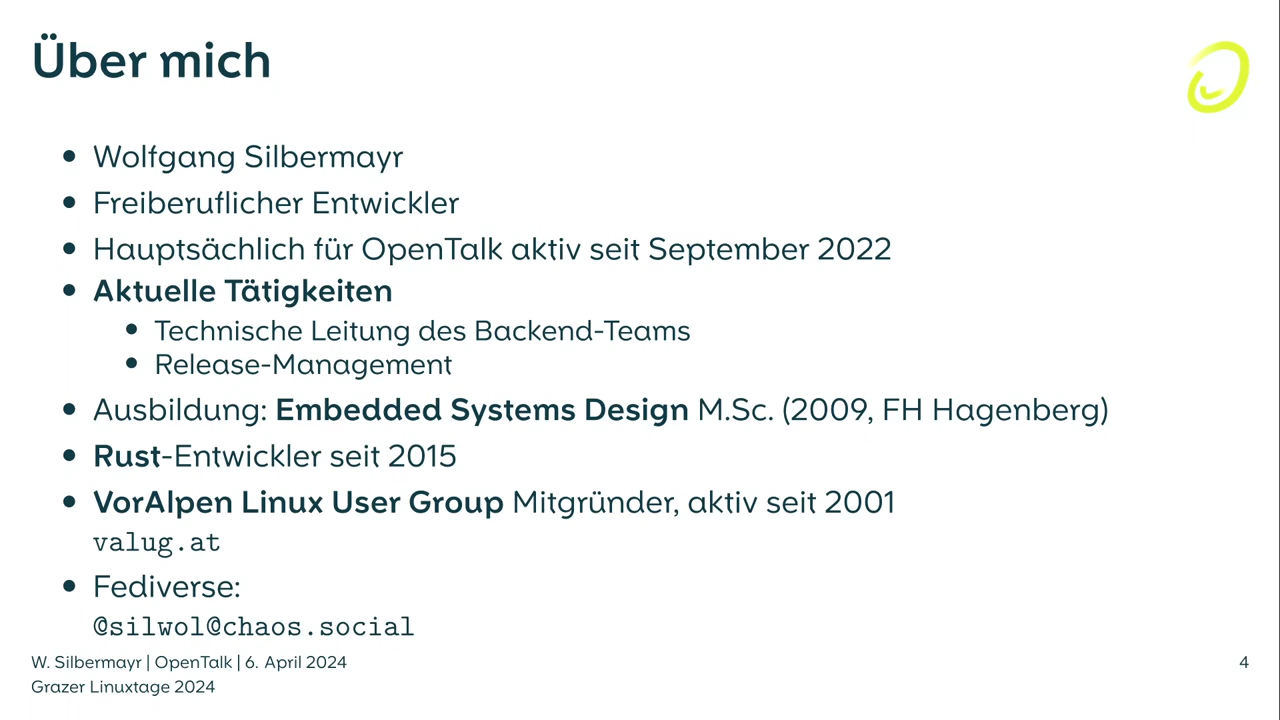 Über mich
• Wolfgang Silbermayr
• Freiberuflicher Entwickler
• Hauptsächlich für OpenTalk aktiv seit September 2022
• Aktuelle Tätigkeiten
• Technische Leitung des Backend-Teams
• Release-Management
• Ausbildung: Embedded Systems Design M.Sc. (2009, FH Hagenberg)
• Rust-Entwickler seit 2015
• VorAlpen Linux User Group Mitgründer, aktiv seit 2001
valug.at
• Fediverse:
@silwol@chaos.social
W. Silbermayr | OpenTalk | 6. April 2024
Grazer Linuxtage 2024
4